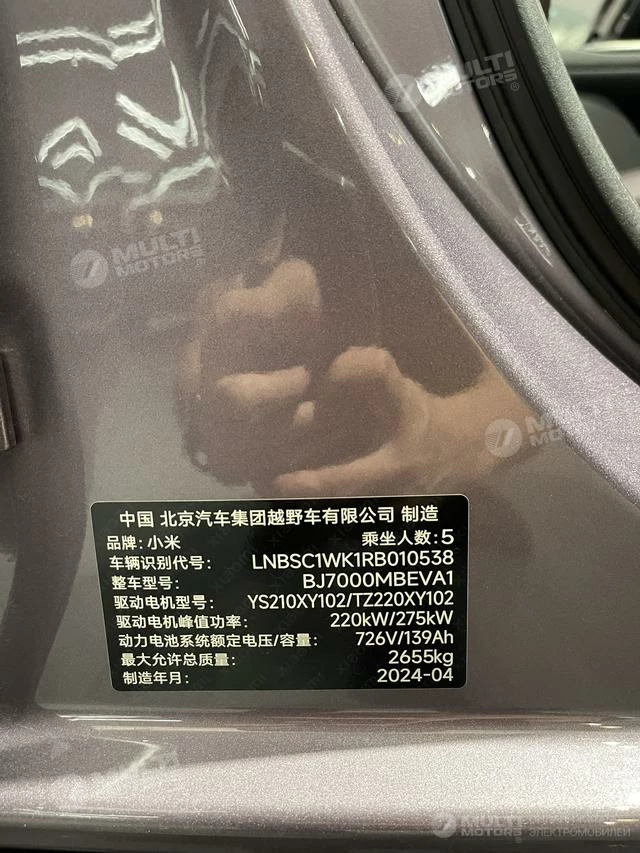 MULTI
MOTORS®
MULTI
MOTORS
MULTI
MOTORS
中国 北京汽车集团越野车有限公司 制造
品牌:小米 乘坐人数:5
车辆识别代号: LNBSC1WK1RB010538
整车型号: BJ7000MBEVA1
驱动电机型号: YS210XY102/TZ220XY102
驱动电机峰值功率: 220kW/275kW
动力电池系统额定电压/容量: 726V/139Ah
最大允许总质量: 2655kg
制造年月: 2024-04
MULTI
MOTORS ЭЛЕКТРОМОБИЛЕЙ